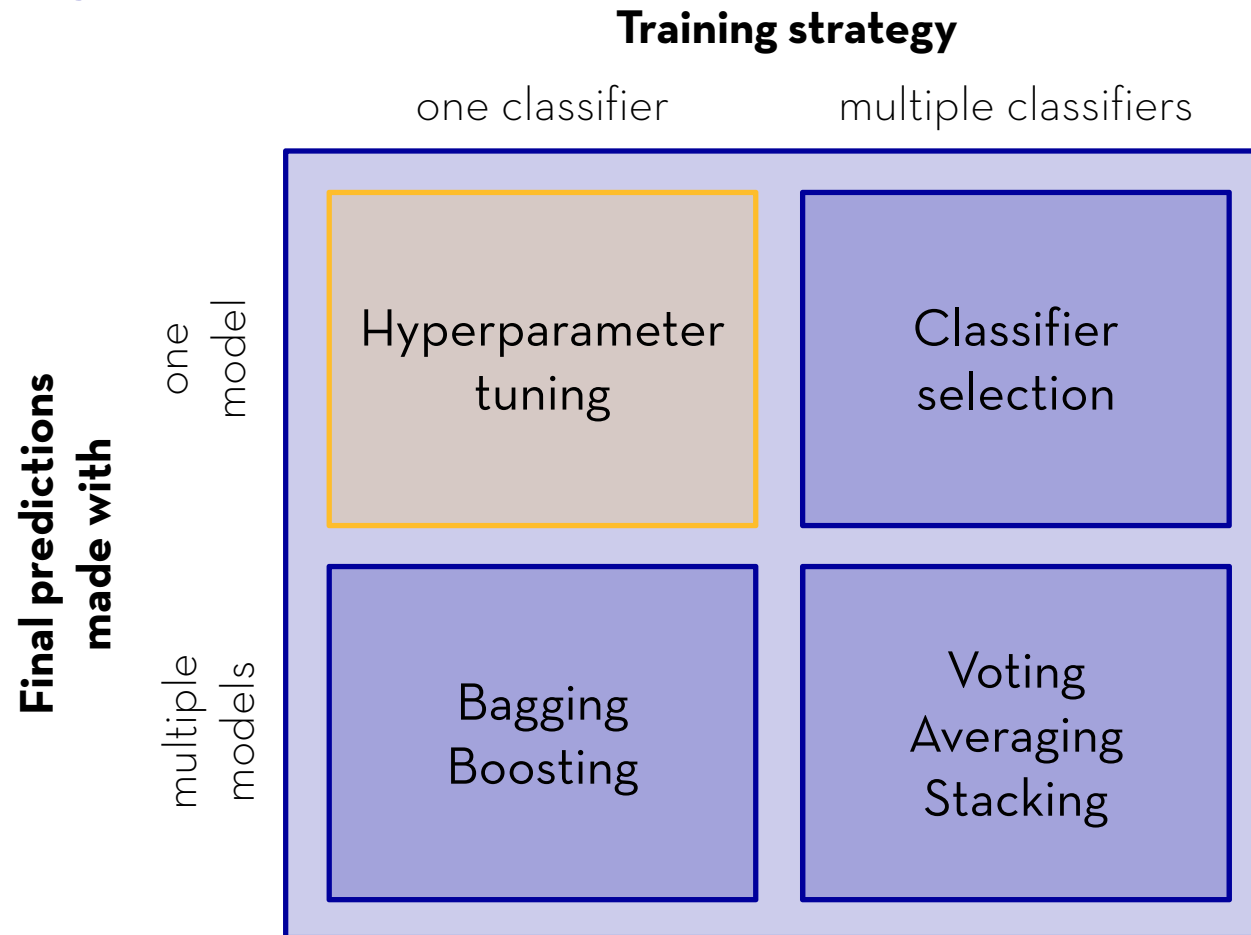 Training strategy
one classifier
multiple classifiers
Final predictions
made with
one
model
Hyperparameter
tuning
Classifier
selection
multiple
models
Bagging
Boosting
Voting
Averaging
Stacking